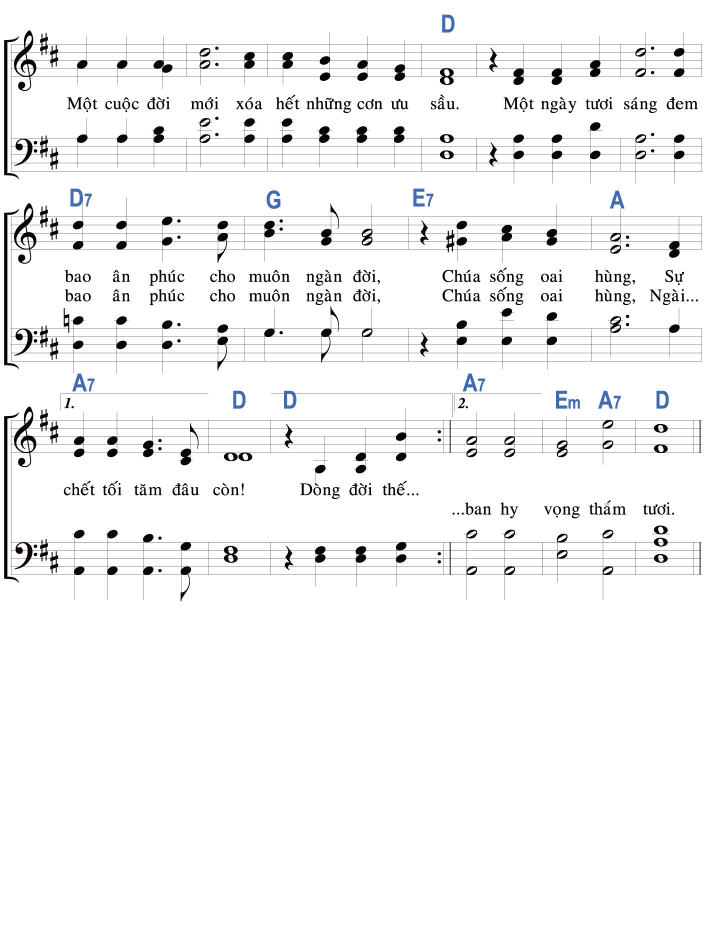 D
Một cuộc đời mới xóa hết những cơn ưu sầu. Một ngày tươi sáng đem
D7 G E7 A
bao ân phúc cho muôn ngàn đời, Chúa sống oai hùng, Sự
bao ân phúc cho muôn ngàn đời, Chúa sống oai hùng, Ngài...
A7 D D A7 Em A7 D
1. 2.
chết tối tăm đâu còn! Dòng đời thế...
...ban hy vọng thắm tươi.